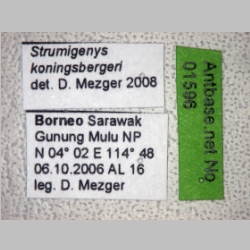 Strumigenys
koningsbergeri
det. D. Mezger 2008
Borneo Sarawak
Gunung Mulu NP
N 04° 02 E 114° 48
06.10.2006 AL 16
leg. D. Mezger
Antbase.net No
01596